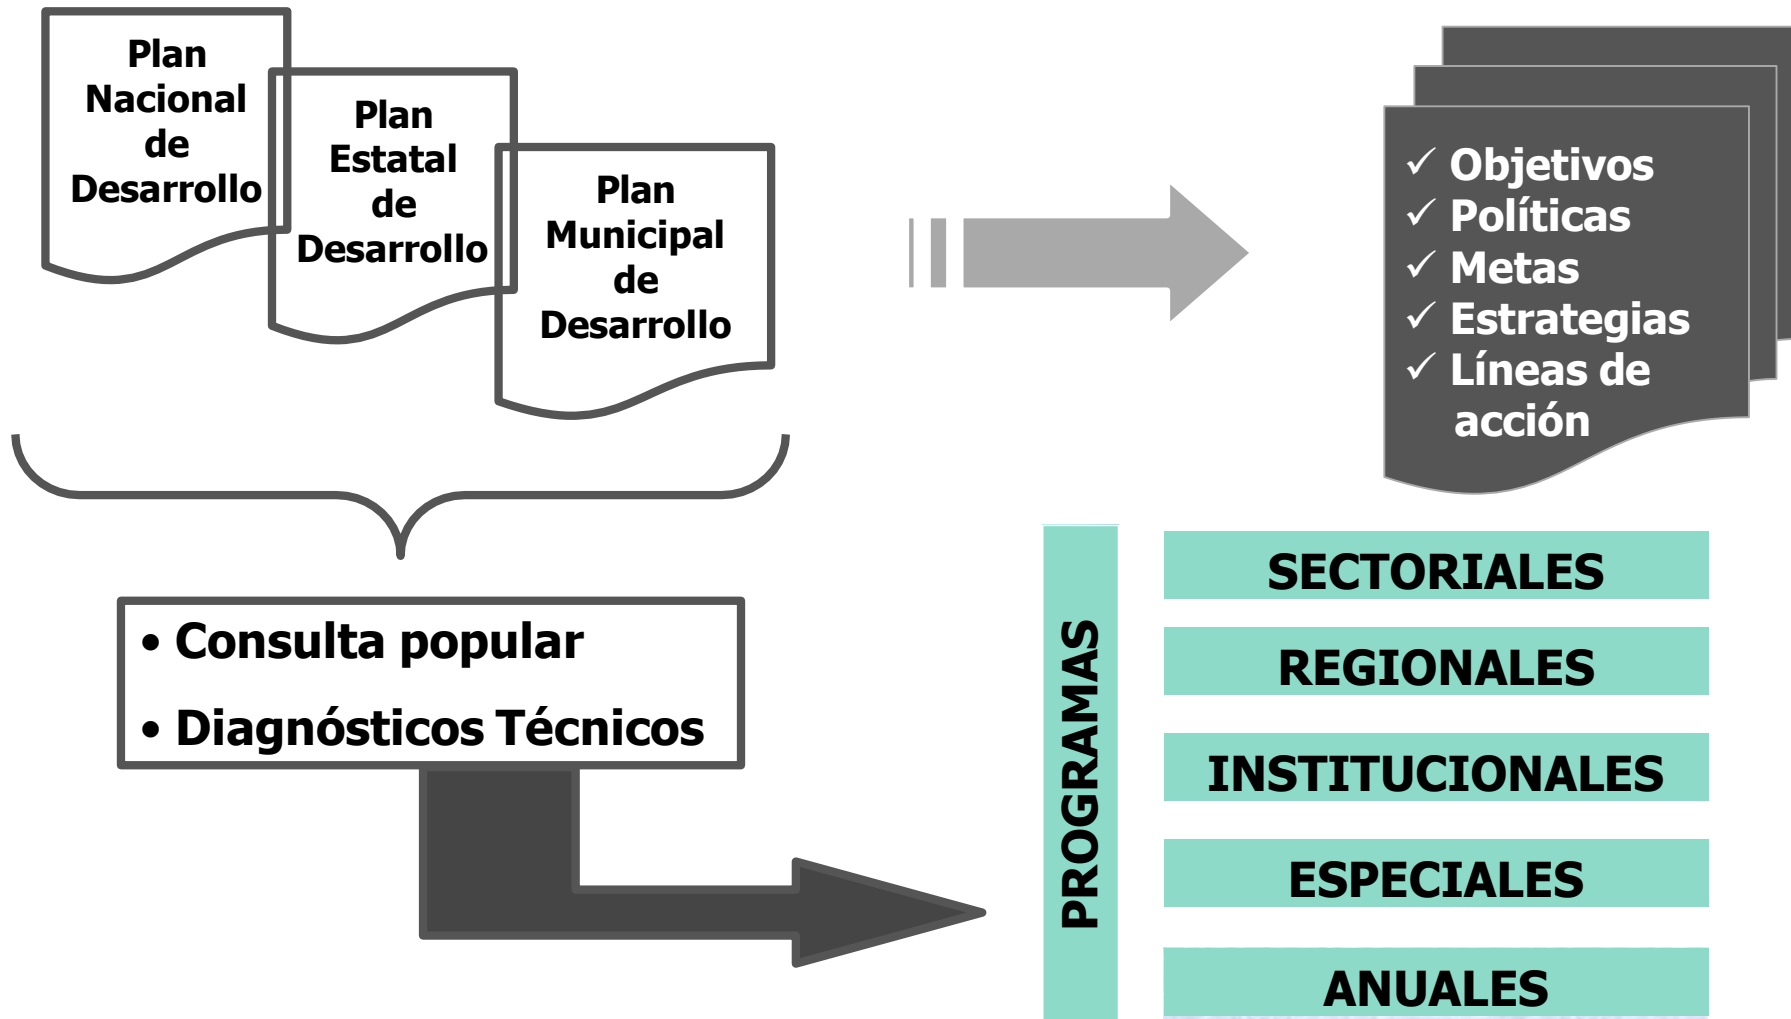 Plan
Nacional
de
Desarrollo
Plan
Estatal
de
Desarrollo
Plan
Municipal
de
Desarrollo
✓ Objetivos
✓ Políticas
✓ Metas
✓ Estrategias
✓ Líneas de
acción
• Consulta popular
• Diagnósticos Técnicos
PROGRAMAS
SECTORIALES
REGIONALES
INSTITUCIONALES
ESPECIALES
ANUALES